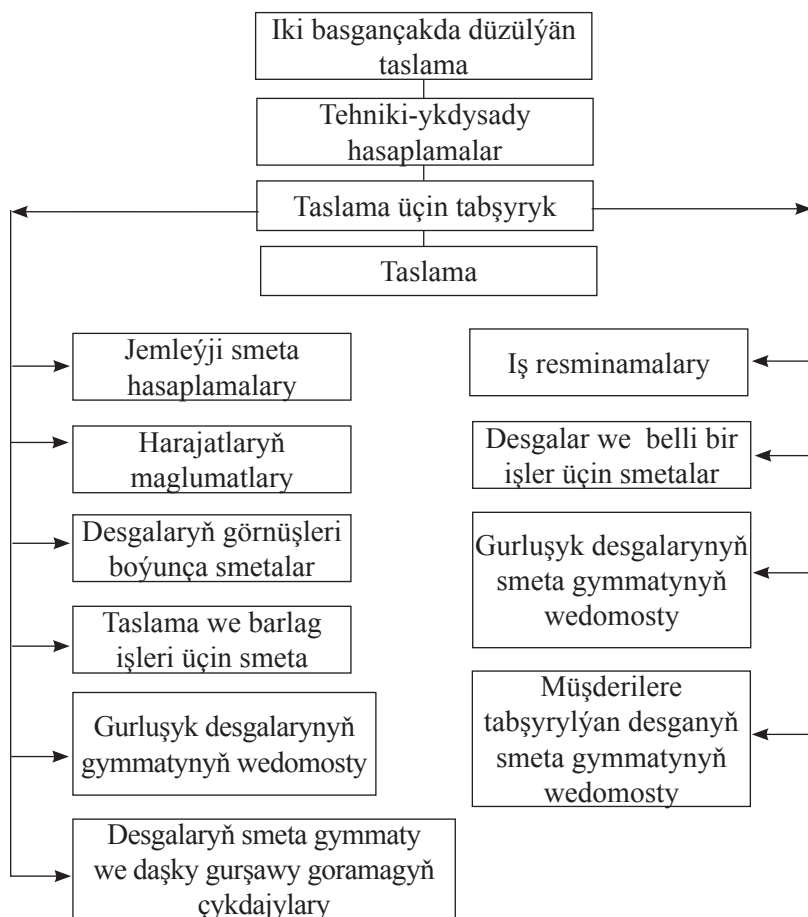 Iki basgançakda düzülýän
taslama
Tehniki-ykdysady
hasaplamalar
Taslama üçin tabşyryk
Taslama
Jemleýji smeta
hasaplamalary
Harajatlaryň
maglumatlary
Desgalaryň görnüşleri
boýunça smetalar
Taslama we barlag
işleri üçin smeta
Gurluşyk desgalarynyň
gymmatynyň wedomosty
Desgalaryň smeta gymmaty
we daşky gurşawy goramagyň
çykdajylary
Iş resminamalary
Desgalar we belli bir
işler üçin smetalar
Gurluşyk desgalarynyň
smeta gymmatynyň
wedomosty
Müşderilere
tabşyrylýan desganyň
smeta gymmatynyň
wedomosty